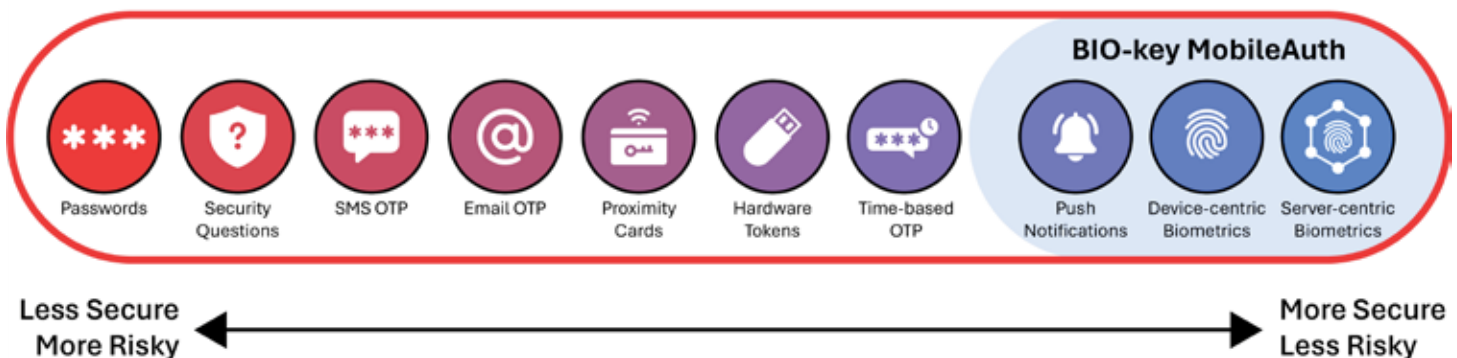 BIO-key MobileAuth
***
?
***
@
***
Passwords
Security
Questions
SMS OTP
Email OTP
Proximity
Cards
Hardware
Tokens
Time-based
OTP
Push
Notifications
Device-centric
Biometrics
Server-centric
Biometrics
Less Secure
More Risky
More Secure
Less Risky